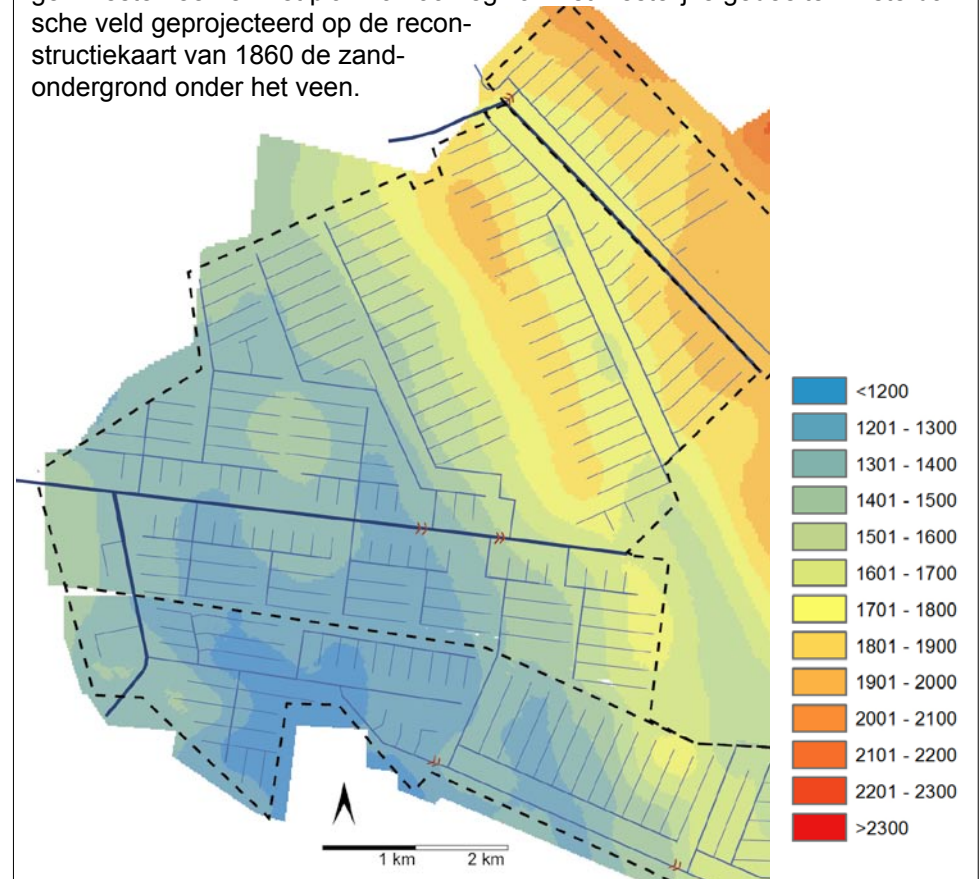 sche veld geprojecteerd op de recon-
structiekaart van 1860 de zand-
ondergrond onder het veen.
<1200
1201 - 1300
1301 - 1400
1401 - 1500
1501 - 1600
1601 - 1700
1701 - 1800
1801 - 1900
1901 - 2000
2001 - 2100
2101 - 2200
2201 - 2300
>2300
1 km 2 km